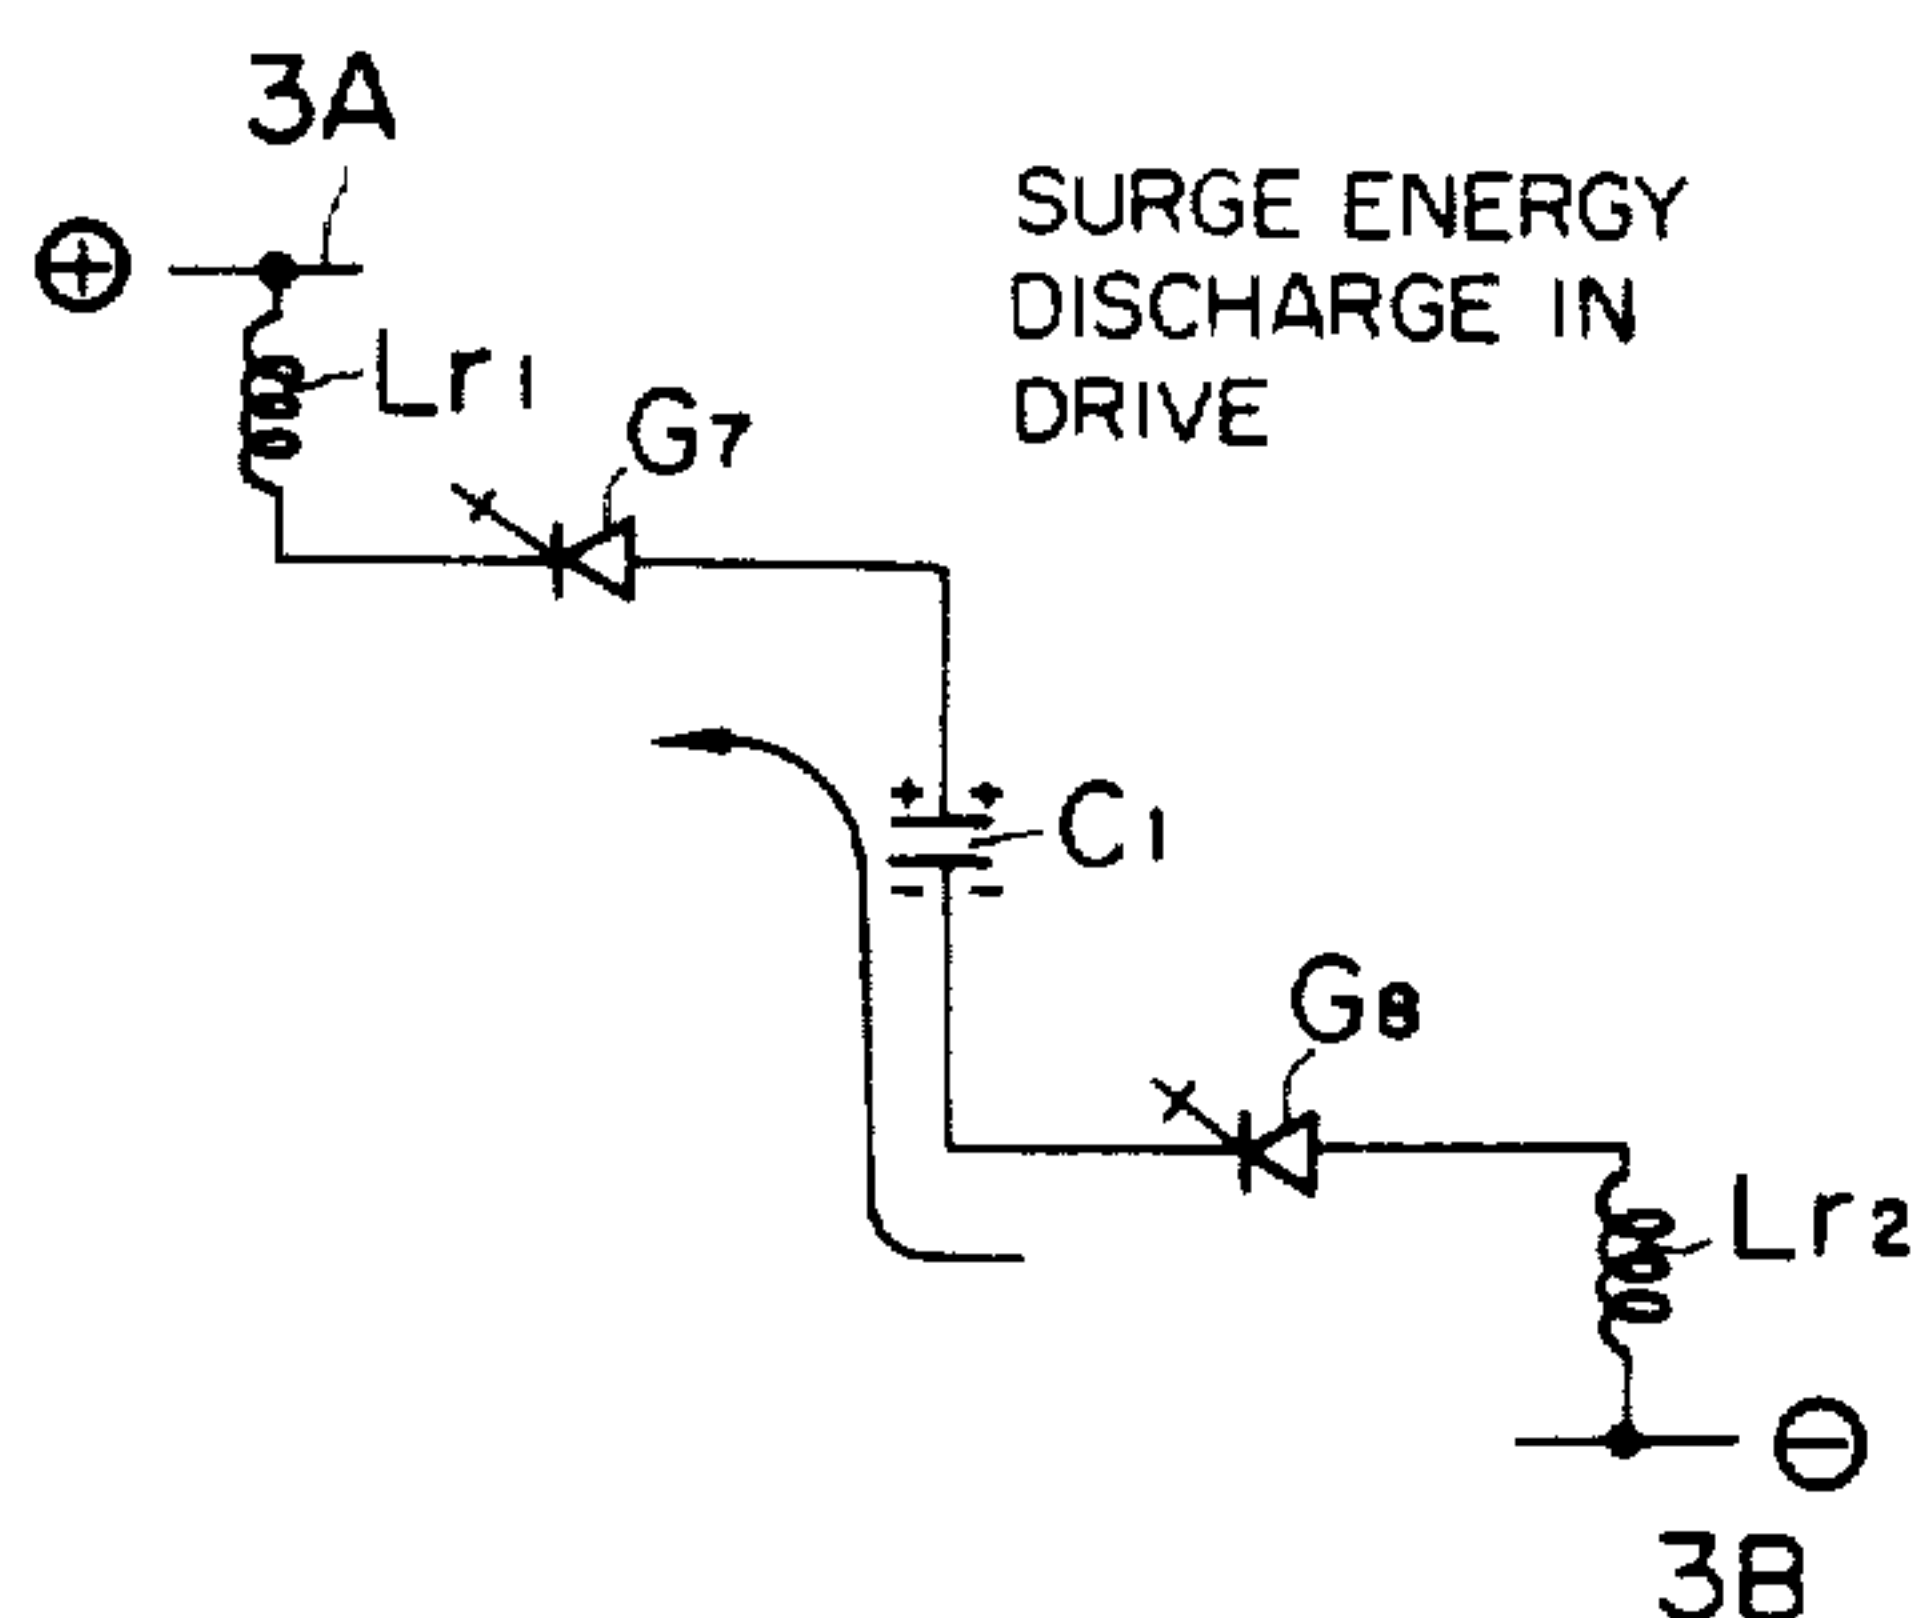 3A
⊕
SURGE ENERGY
DISCHARGE IN
DRIVE
Lr1
G7
+ +
C1
- -
G8
Lr2
⊖
3B